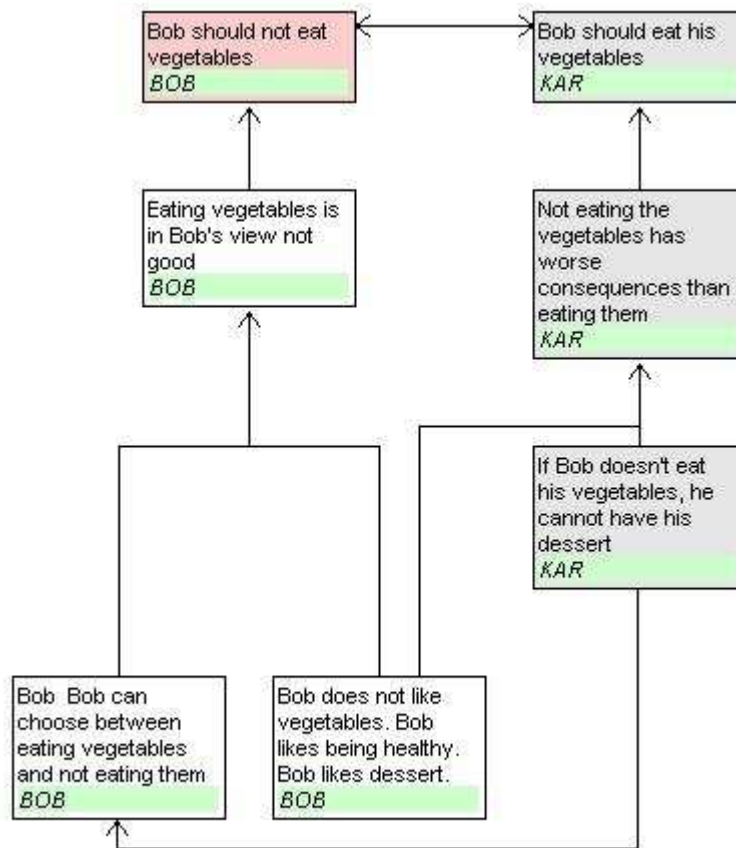 Bob should not eat
vegetables
BOB
Bob should eat his
vegetables
KAR
Eating vegetables is
in Bob's view not
good
BOB
Not eating the
vegetables has
worse
consequences than
eating them
KAR
If Bob doesn't eat
his vegetables, he
cannot have his
dessert
KAR
Bob  Bob can
choose between
eating vegetables
and not eating them
BOB
Bob does not like
vegetables. Bob
likes being healthy.
Bob likes dessert.
BOB